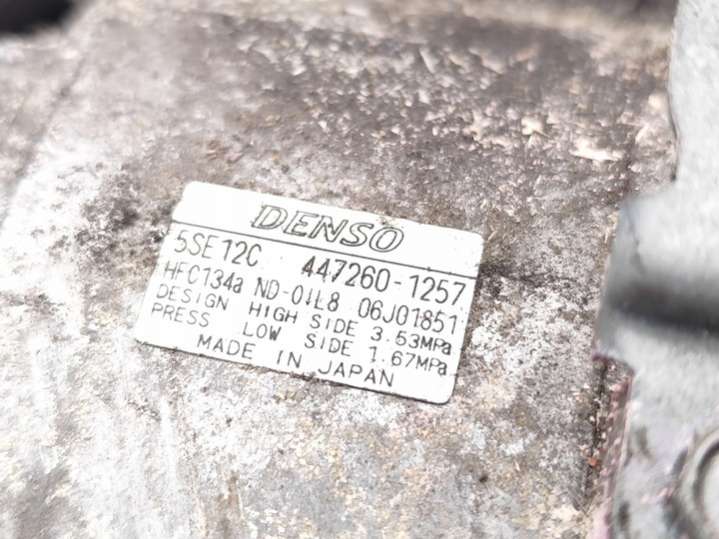 DENSO
5SE12C 447260-1257
HFC134a ND-OIL8 06J01851
DESIGN HIGH SIDE 3.53MPa
PRESS LOW SIDE 1.67MPa
MADE IN JAPAN